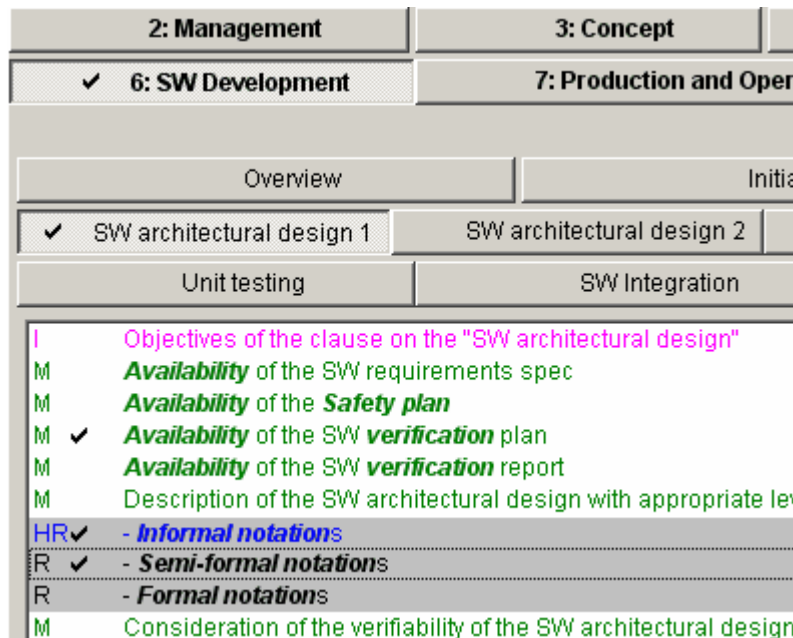 2: Management 3: Concept
✔ 6: SW Development 7: Production and Oper
Overview Initia
✔ SW architectural design 1 SW architectural design 2
Unit testing SW Integration
I Objectives of the clause on the "SW architectural design"
M Availability of the SW requirements spec
M Availability of the Safety plan
M ✔ Availability of the SW verification plan
M Availability of the SW verification report
M Description of the SW architectural design with appropriate lev
HR✔ - Informal notations
R ✔ - Semi-formal notations
R - Formal notations
M Consideration of the verifiability of the SW architectural design